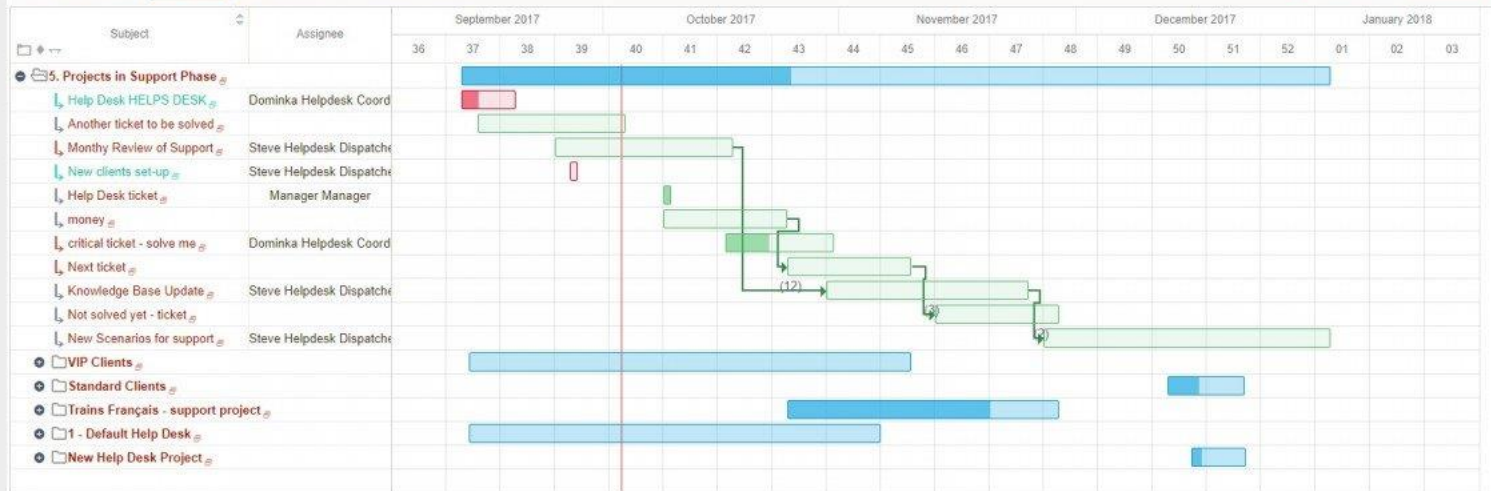 September 2017 October 2017 November 2017 December 2017 January 2018
Subject Assignee
36 37 38 39 40 41 42 43 44 45 46 47 48 49 50 51 52 01 02 03
5. Projects in Support Phase
Help Desk HELPS DESK Dominka Helpdesk Coord
Another ticket to be solved
Monthy Review of Support Steve Helpdesk Dispatche
New clients set-up Steve Helpdesk Dispatche
Help Desk ticket Manager Manager
money
critical ticket - solve me Dominka Helpdesk Coord
Next ticket
Knowledge Base Update Steve Helpdesk Dispatche (12)
Not solved yet - ticket
New Scenarios for support Steve Helpdesk Dispatche
VIP Clients
Standard Clients
Trains Français - support project
1 - Default Help Desk
New Help Desk Project